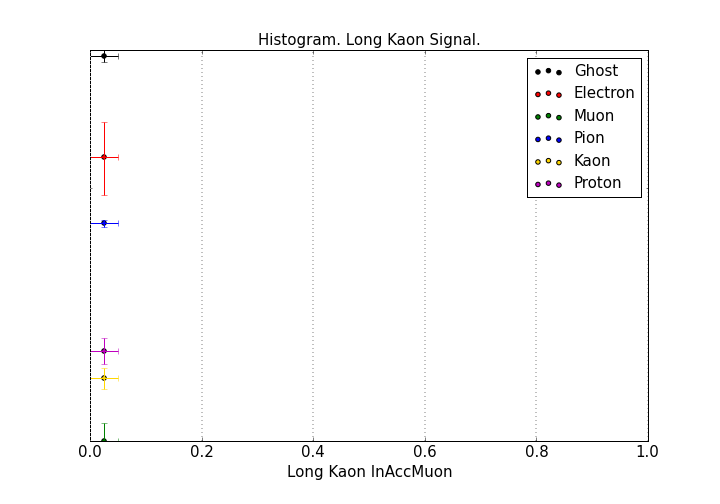 Histogram. Long Kaon Signal.
Ghost
Electron
Muon
Pion
Kaon
Proton
0.0 0.2 0.4 0.6 0.8 1.0
Long Kaon InAccMuon